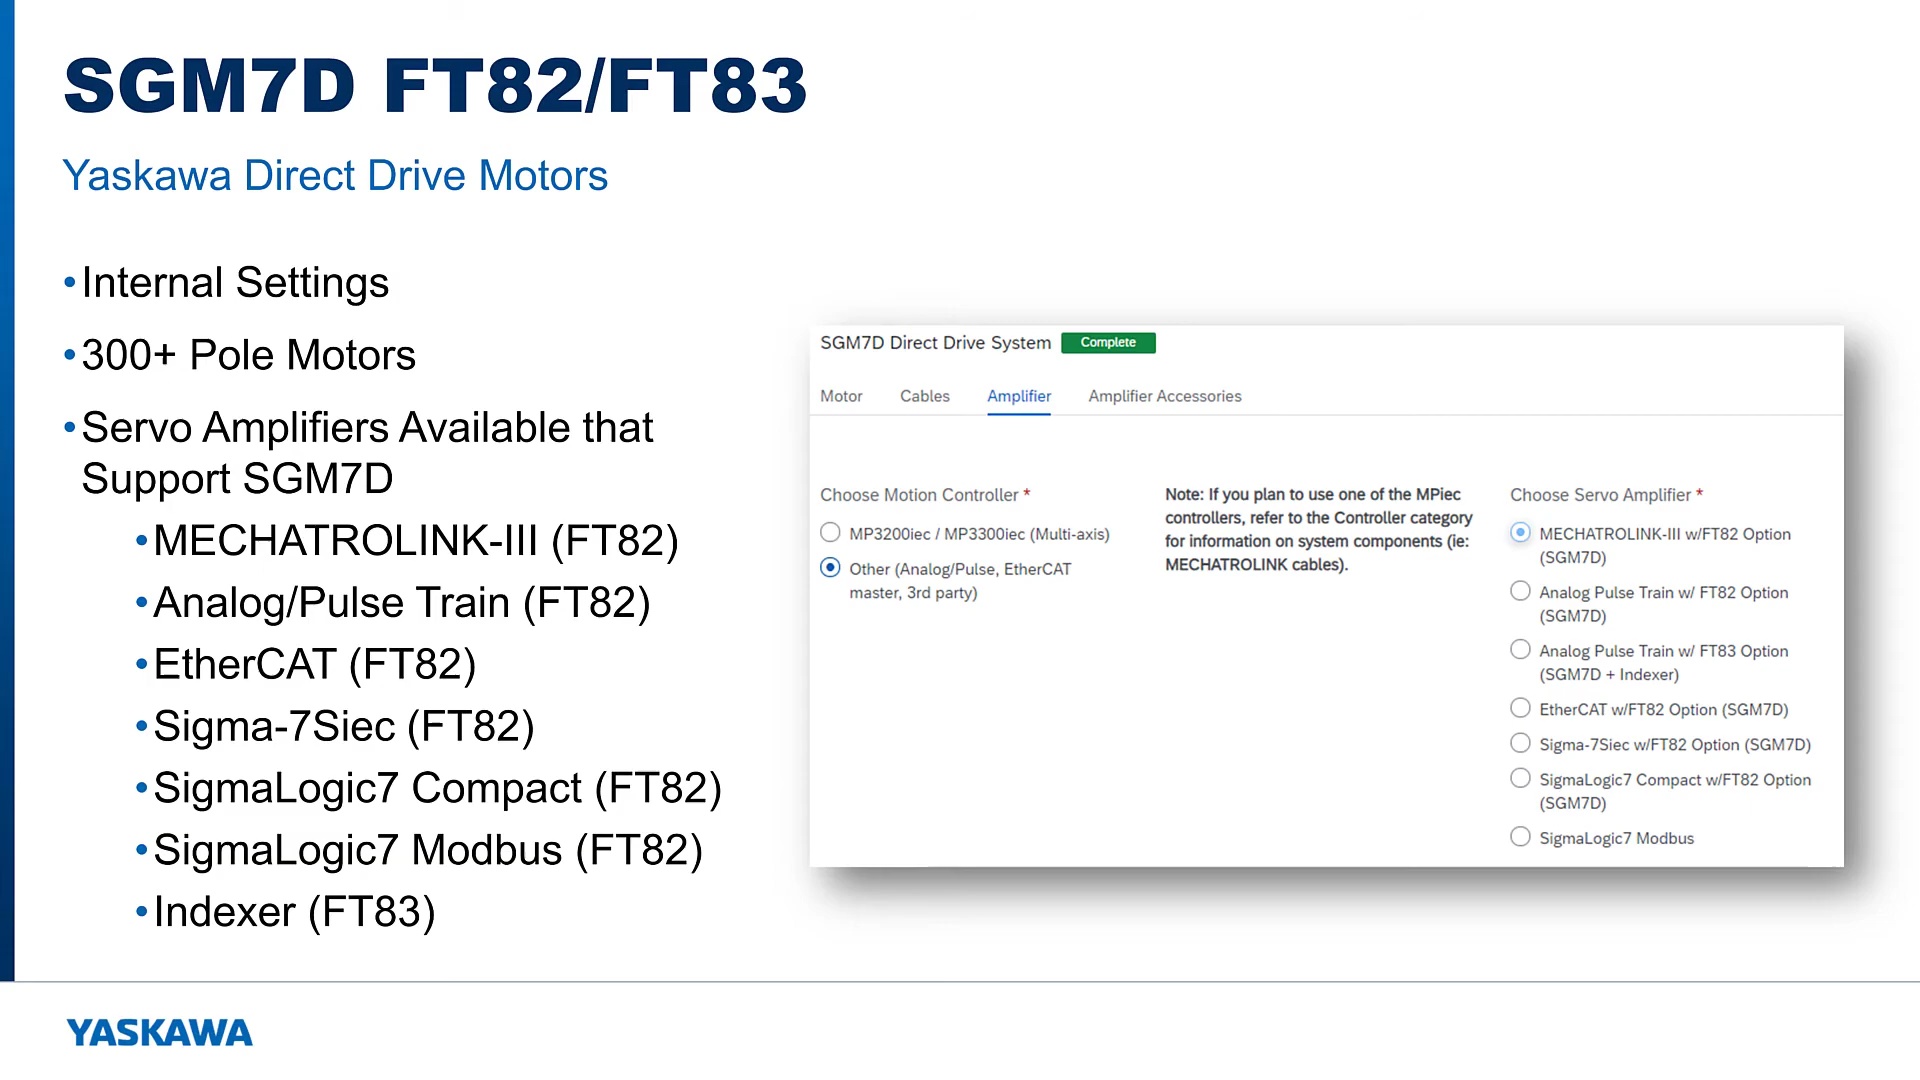 SGM7D FT82/FT83
Yaskawa Direct Drive Motors
•Internal Settings
•300+ Pole Motors
•Servo Amplifiers Available that
Support SGM7D
•MECHATROLINK-III (FT82)
•Analog/Pulse Train (FT82)
•EtherCAT (FT82)
•Sigma-7Siec (FT82)
•SigmaLogic7 Compact (FT82)
•SigmaLogic7 Modbus (FT82)
•Indexer (FT83)
SGM7D Direct Drive System Complete
Motor Cables Amplifier Amplifier Accessories
Choose Motion Controller *
MP3200iec / MP3300iec (Multi-axis)
Other (Analog/Pulse, EtherCAT
master, 3rd party)
Note: If you plan to use one of the MPiec
controllers, refer to the Controller category
for information on system components (ie:
MECHATROLINK cables).
Choose Servo Amplifier *
MECHATROLINK-III w/FT82 Option
(SGM7D)
Analog Pulse Train w/ FT82 Option
(SGM7D)
Analog Pulse Train w/ FT83 Option
(SGM7D + Indexer)
EtherCAT w/FT82 Option (SGM7D)
Sigma-7Siec w/FT82 Option (SGM7D)
SigmaLogic7 Compact w/FT82 Option
(SGM7D)
SigmaLogic7 Modbus
YASKAWA